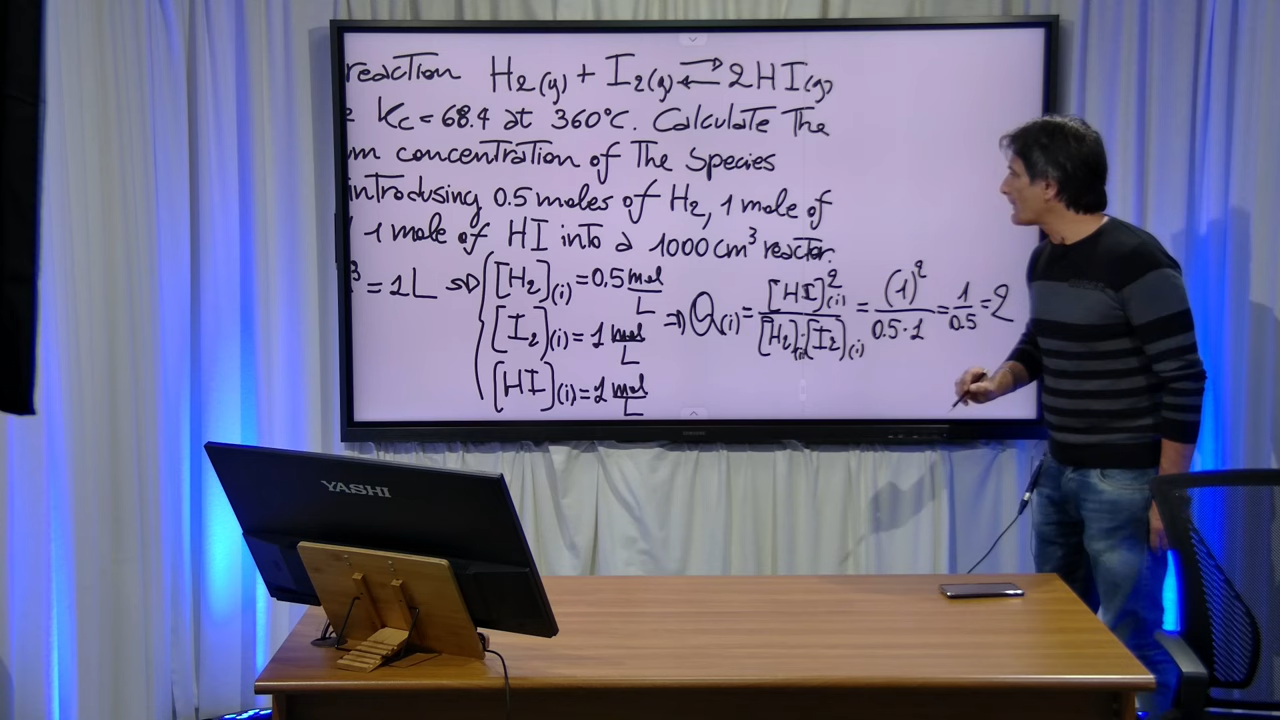 reaction H₂(g) + I₂(g) ⇌ 2HI(g)
Kc = 68.4 at 360°C. Calculate The
concentration of The Species
introdusing 0.5 moles of H₂, 1 mole of
1 mole of HI into a 1000 cm³ reactor.
³ = 1L ⇒ { [H₂](i) = 0.5 mol/L
[I₂](i) = 1 mol/L
[HI](i) = 1 mol/L
⇒ Q(i) = [HI]²(i) / [H₂](i)·[I₂](i) = (1)² / 0.5·1 = 1/0.5 = 2
YASHI